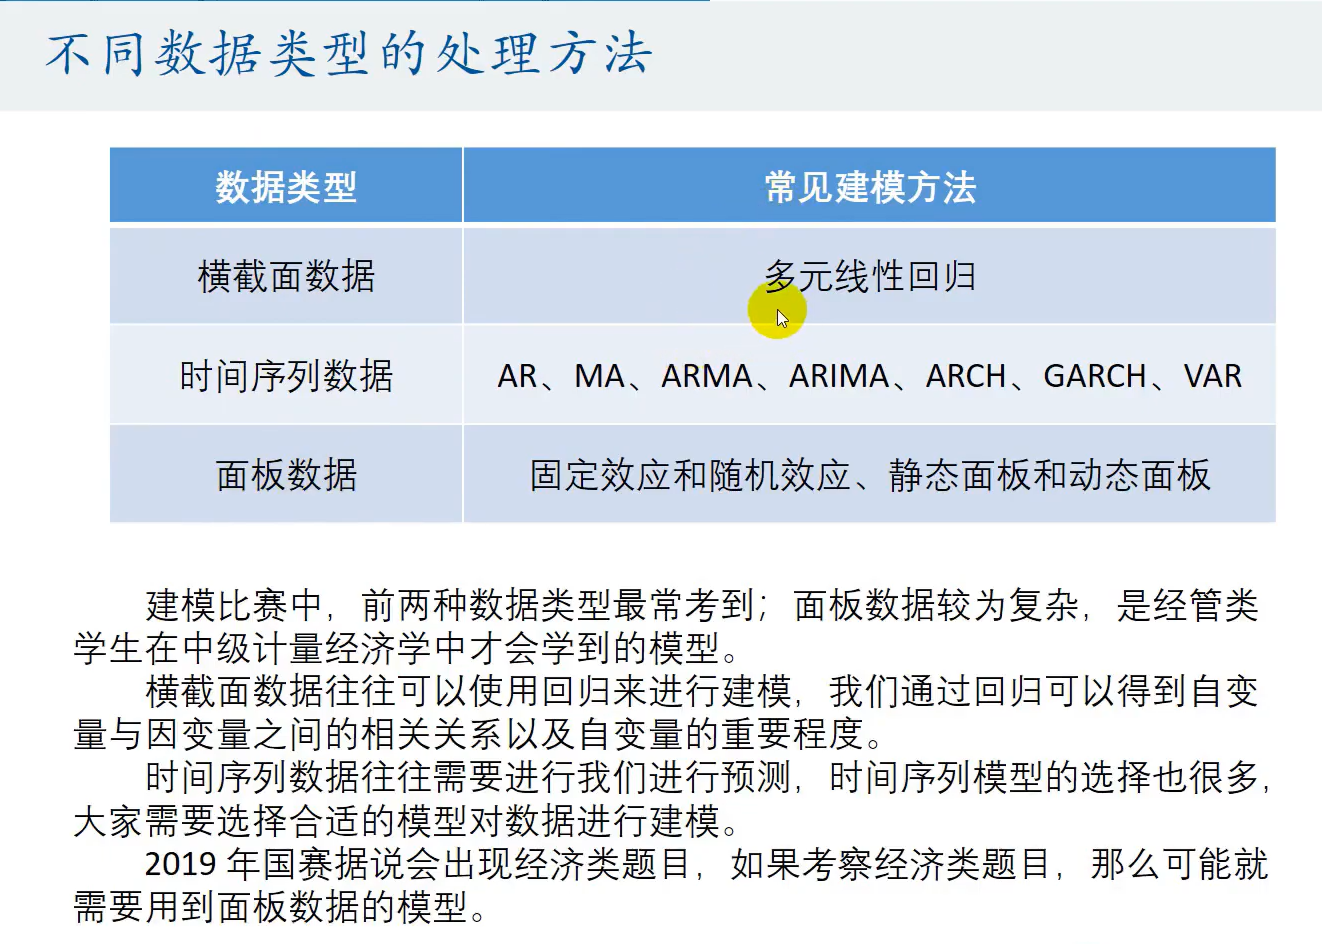 不同数据类型的处理方法
数据类型 常见建模方法
横截面数据 多元线性回归
时间序列数据 AR、MA、ARMA、ARIMA、ARCH、GARCH、VAR
面板数据 固定效应和随机效应、静态面板和动态面板
建模比赛中，前两种数据类型最常考到；面板数据较为复杂，是经管类
学生在中级计量经济学中才会学到的模型。
横截面数据往往可以使用回归来进行建模，我们通过回归可以得到自变
量与因变量之间的相关关系以及自变量的重要程度。
时间序列数据往往需要进行我们进行预测，时间序列模型的选择也很多，
大家需要选择合适的模型对数据进行建模。
2019 年国赛据说会出现经济类题目，如果考察经济类题目，那么可能就
需要用到面板数据的模型。